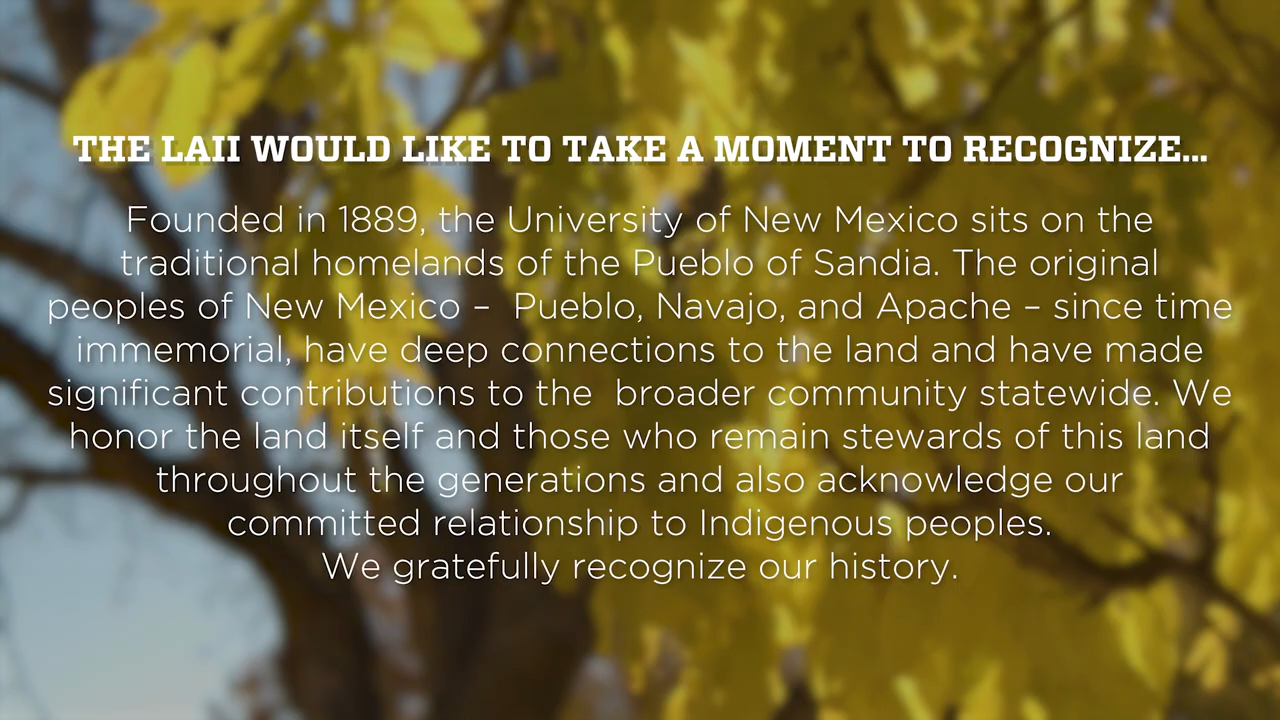 THE LAII WOULD LIKE TO TAKE A MOMENT TO RECOGNIZE...
Founded in 1889, the University of New Mexico sits on the
traditional homelands of the Pueblo of Sandia. The original
peoples of New Mexico –  Pueblo, Navajo, and Apache – since time
immemorial, have deep connections to the land and have made
significant contributions to the  broader community statewide. We
honor the land itself and those who remain stewards of this land
throughout the generations and also acknowledge our
committed relationship to Indigenous peoples.
We gratefully recognize our history.